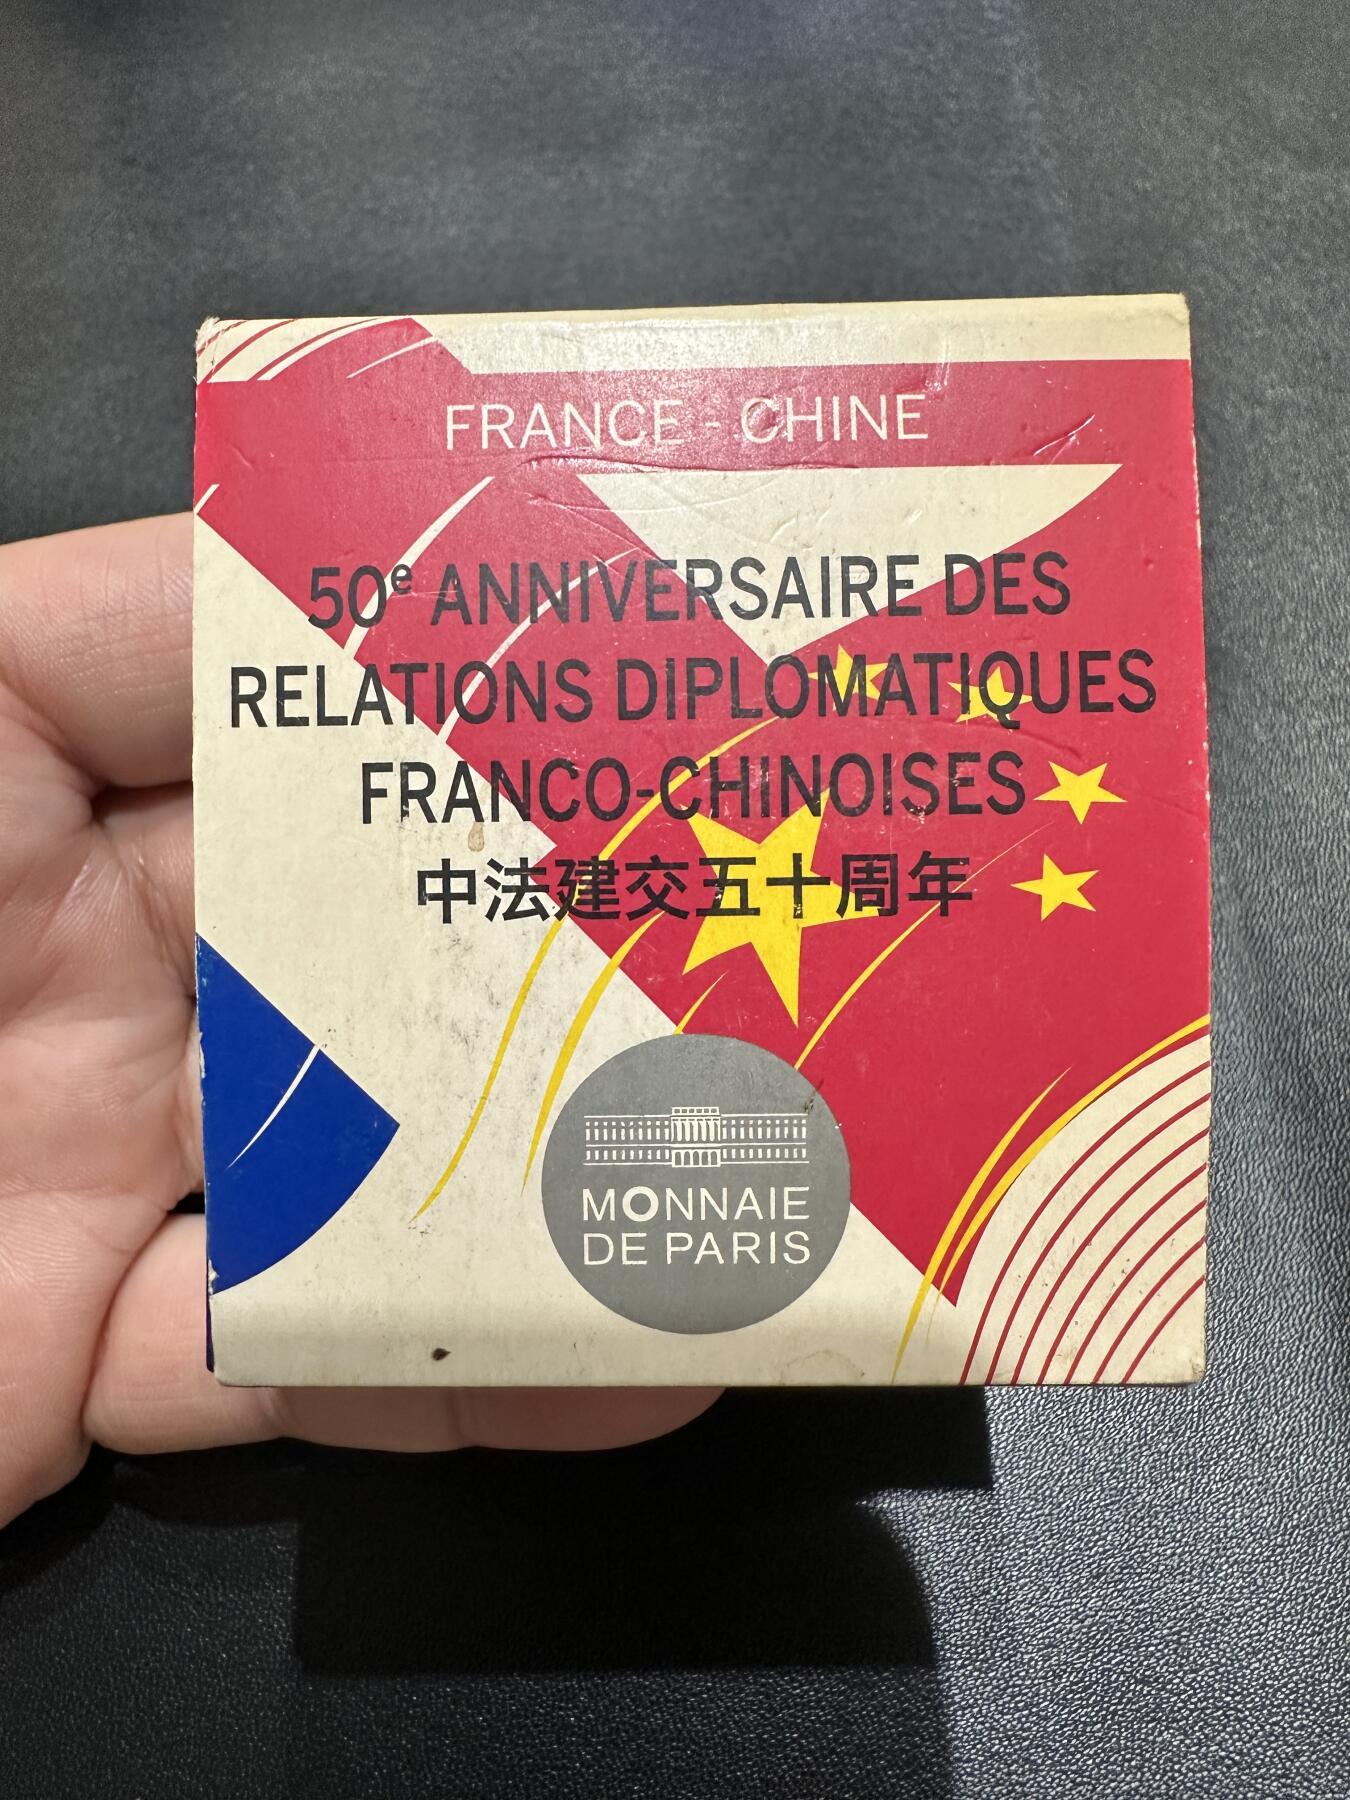 FRANCE - CHINE
50e ANNIVERSAIRE DES
RELATIONS DIPLOMATIQUES
FRANCO-CHINOISES
中法建交五十周年
MONNAIE
DE PARIS